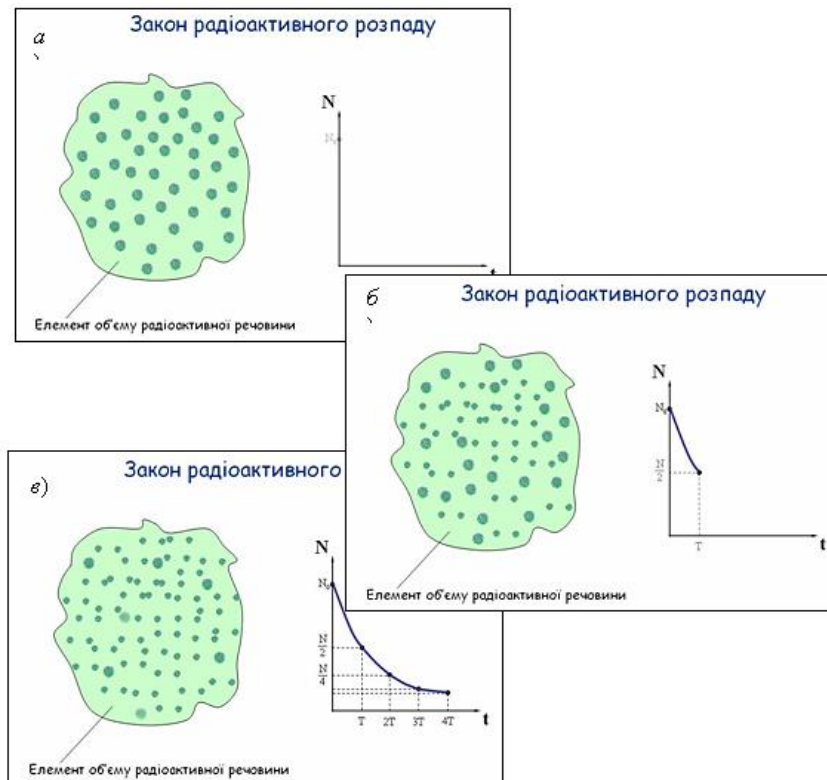 Закон радіоактивного розпаду
а
N
N₀
t
Елемент об'єму радіоактивної речовини
Закон радіоактивного розпаду
б
N
N₀
N
2
T
t
Елемент об'єму радіоактивної речовини
Закон радіоактивного
в)
N
N₀
N
2
N
4
T 2T 3T 4T t
Елемент об'єму радіоактивної речовини